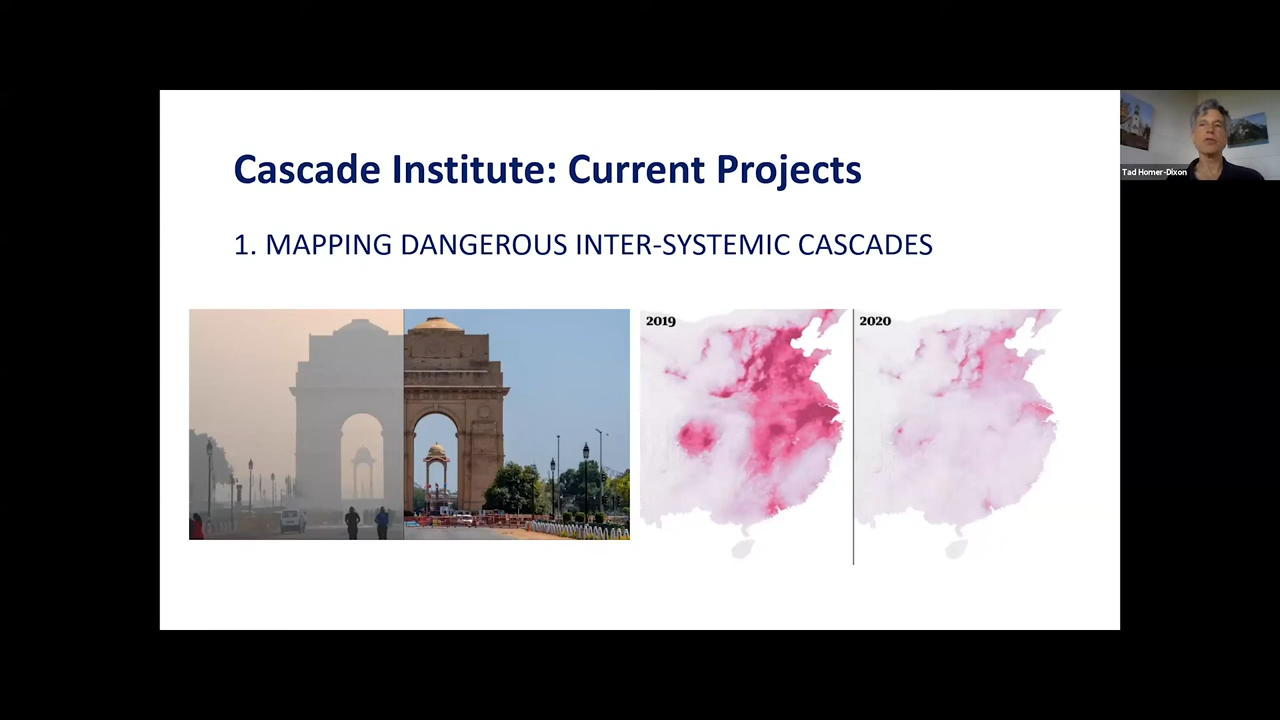 Cascade Institute: Current Projects
1. MAPPING DANGEROUS INTER-SYSTEMIC CASCADES
2019
2020
Tad Homer-Dixon